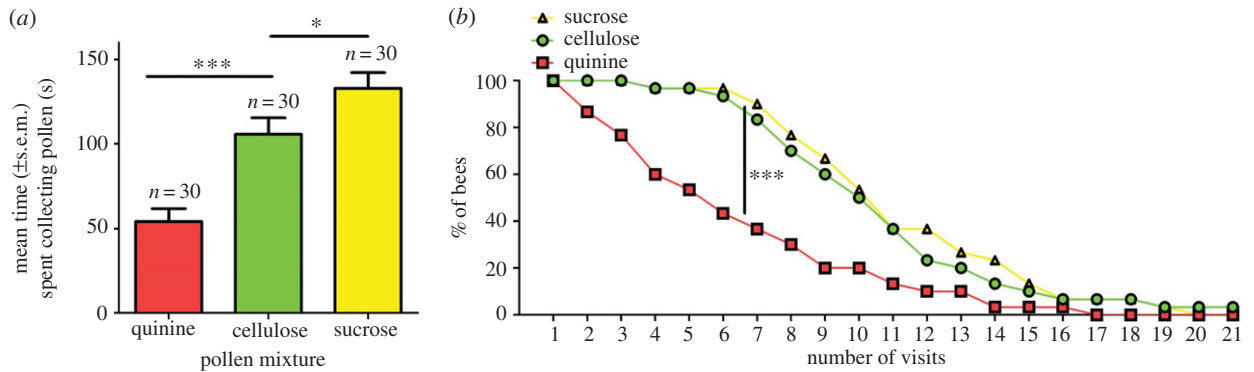 (a)
mean time (±s.e.m.)
spent collecting pollen (s)
150
100
50
0
***
*
n = 30
n = 30
n = 30
quinine
cellulose
sucrose
pollen mixture
(b)
sucrose
cellulose
quinine
% of bees
100
80
60
40
20
0
***
1 2 3 4 5 6 7 8 9 10 11 12 13 14 15 16 17 18 19 20 21
number of visits